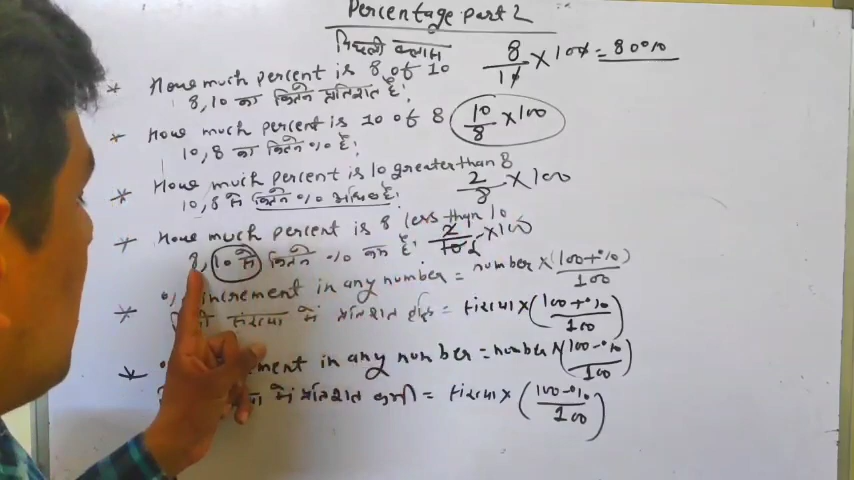 Percentage part 2
पिछली क्लास
* How much percent is 8 of 10 8/10 × 100 = 80%
8, 10 का कितने प्रतिशत है।
* How much percent is 10 of 8 10/8 × 100
10, 8 का कितने % है।
* How much percent is 10 greater than 8
10, 8 से कितने % अधिक है। 2/8 × 100
* How much percent is 8 less than 10
8, 10 से कितने % कम है। 2/10 × 100
* % increment in any number = number × (100+%/100)
संख्या में प्रतिशत = संख्या × (100+%/100)
* in any number = number × (100-%/100)
में प्रतिशत कमी = संख्या × (100-%/100)